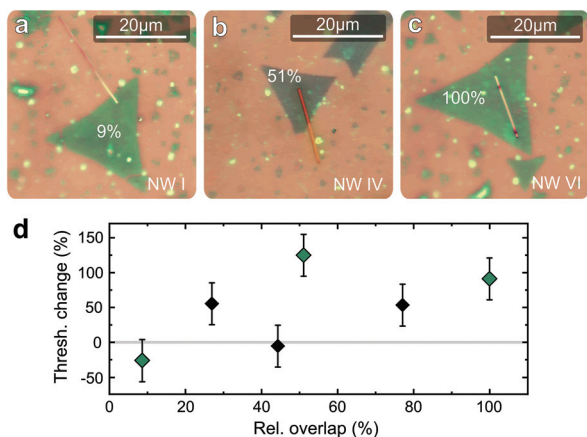 a
20μm
9%
NW I
b
20μm
51%
NW IV
c
20μm
100%
NW VI
d
Thresh. change (%)
150
100
50
0
-50
0
20
40
60
80
100
Rel. overlap (%)